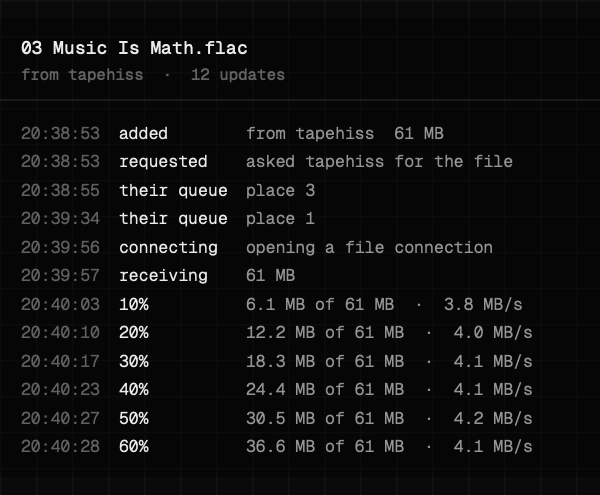 03 Music Is Math.flac
from tapehiss · 12 updates
20:38:53 added from tapehiss 61 MB
20:38:53 requested asked tapehiss for the file
20:38:55 their queue place 3
20:39:34 their queue place 1
20:39:56 connecting opening a file connection
20:39:57 receiving 61 MB
20:40:03 10% 6.1 MB of 61 MB · 3.8 MB/s
20:40:10 20% 12.2 MB of 61 MB · 4.0 MB/s
20:40:17 30% 18.3 MB of 61 MB · 4.1 MB/s
20:40:23 40% 24.4 MB of 61 MB · 4.1 MB/s
20:40:27 50% 30.5 MB of 61 MB · 4.2 MB/s
20:40:28 60% 36.6 MB of 61 MB · 4.1 MB/s